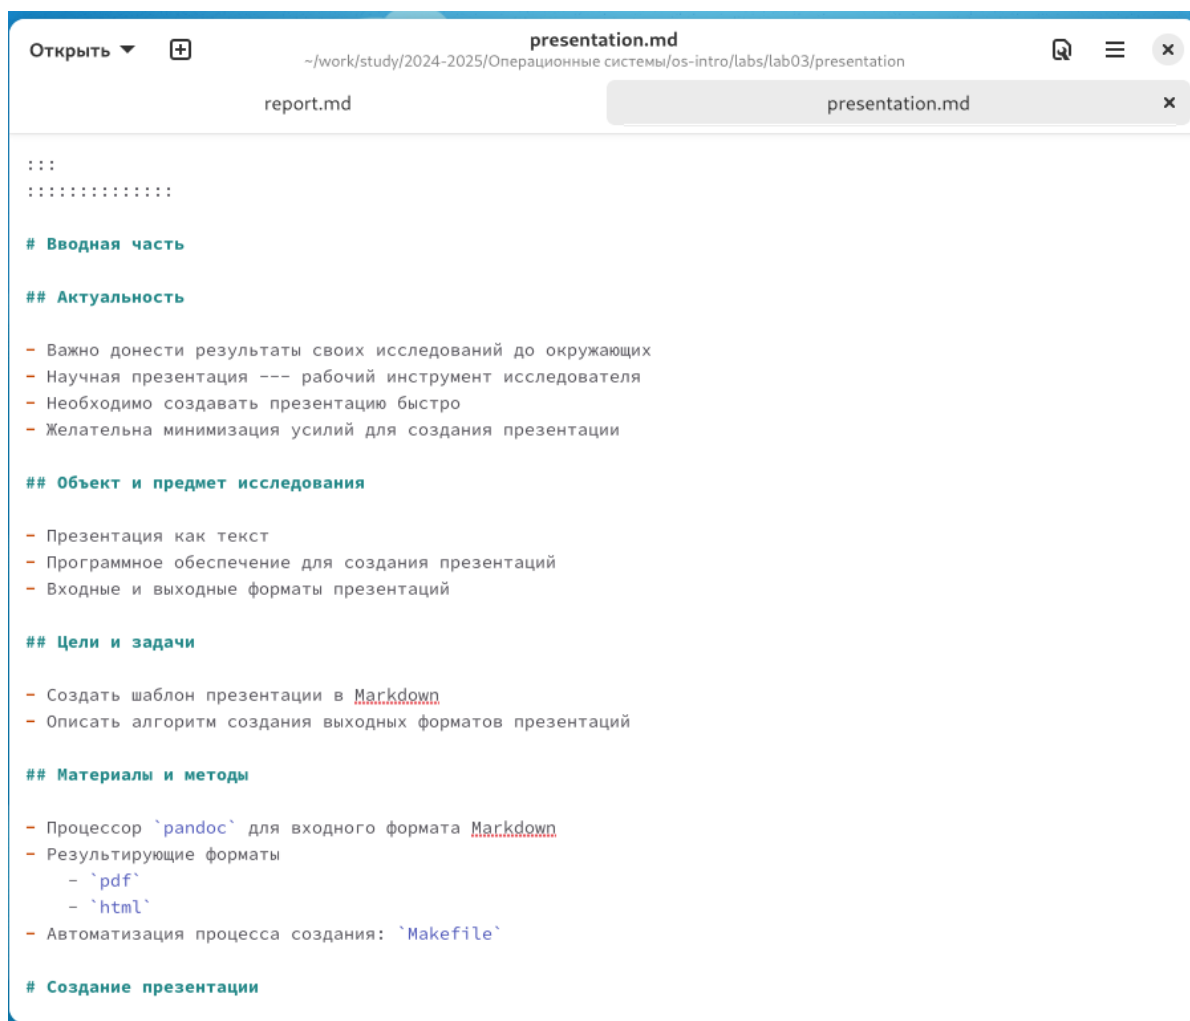 Открыть
presentation.md
~/work/study/2024-2025/Операционные системы/os-intro/labs/lab03/presentation
report.md
presentation.md
:::
::::::::::::::
# Вводная часть
## Актуальность
- Важно донести результаты своих исследований до окружающих
- Научная презентация --- рабочий инструмент исследователя
- Необходимо создавать презентацию быстро
- Желательна минимизация усилий для создания презентации
## Объект и предмет исследования
- Презентация как текст
- Программное обеспечение для создания презентаций
- Входные и выходные форматы презентаций
## Цели и задачи
- Создать шаблон презентации в Markdown
- Описать алгоритм создания выходных форматов презентаций
## Материалы и методы
- Процессор `pandoc` для входного формата Markdown
- Результирующие форматы
    - `pdf`
    - `html`
- Автоматизация процесса создания: `Makefile`
# Создание презентации